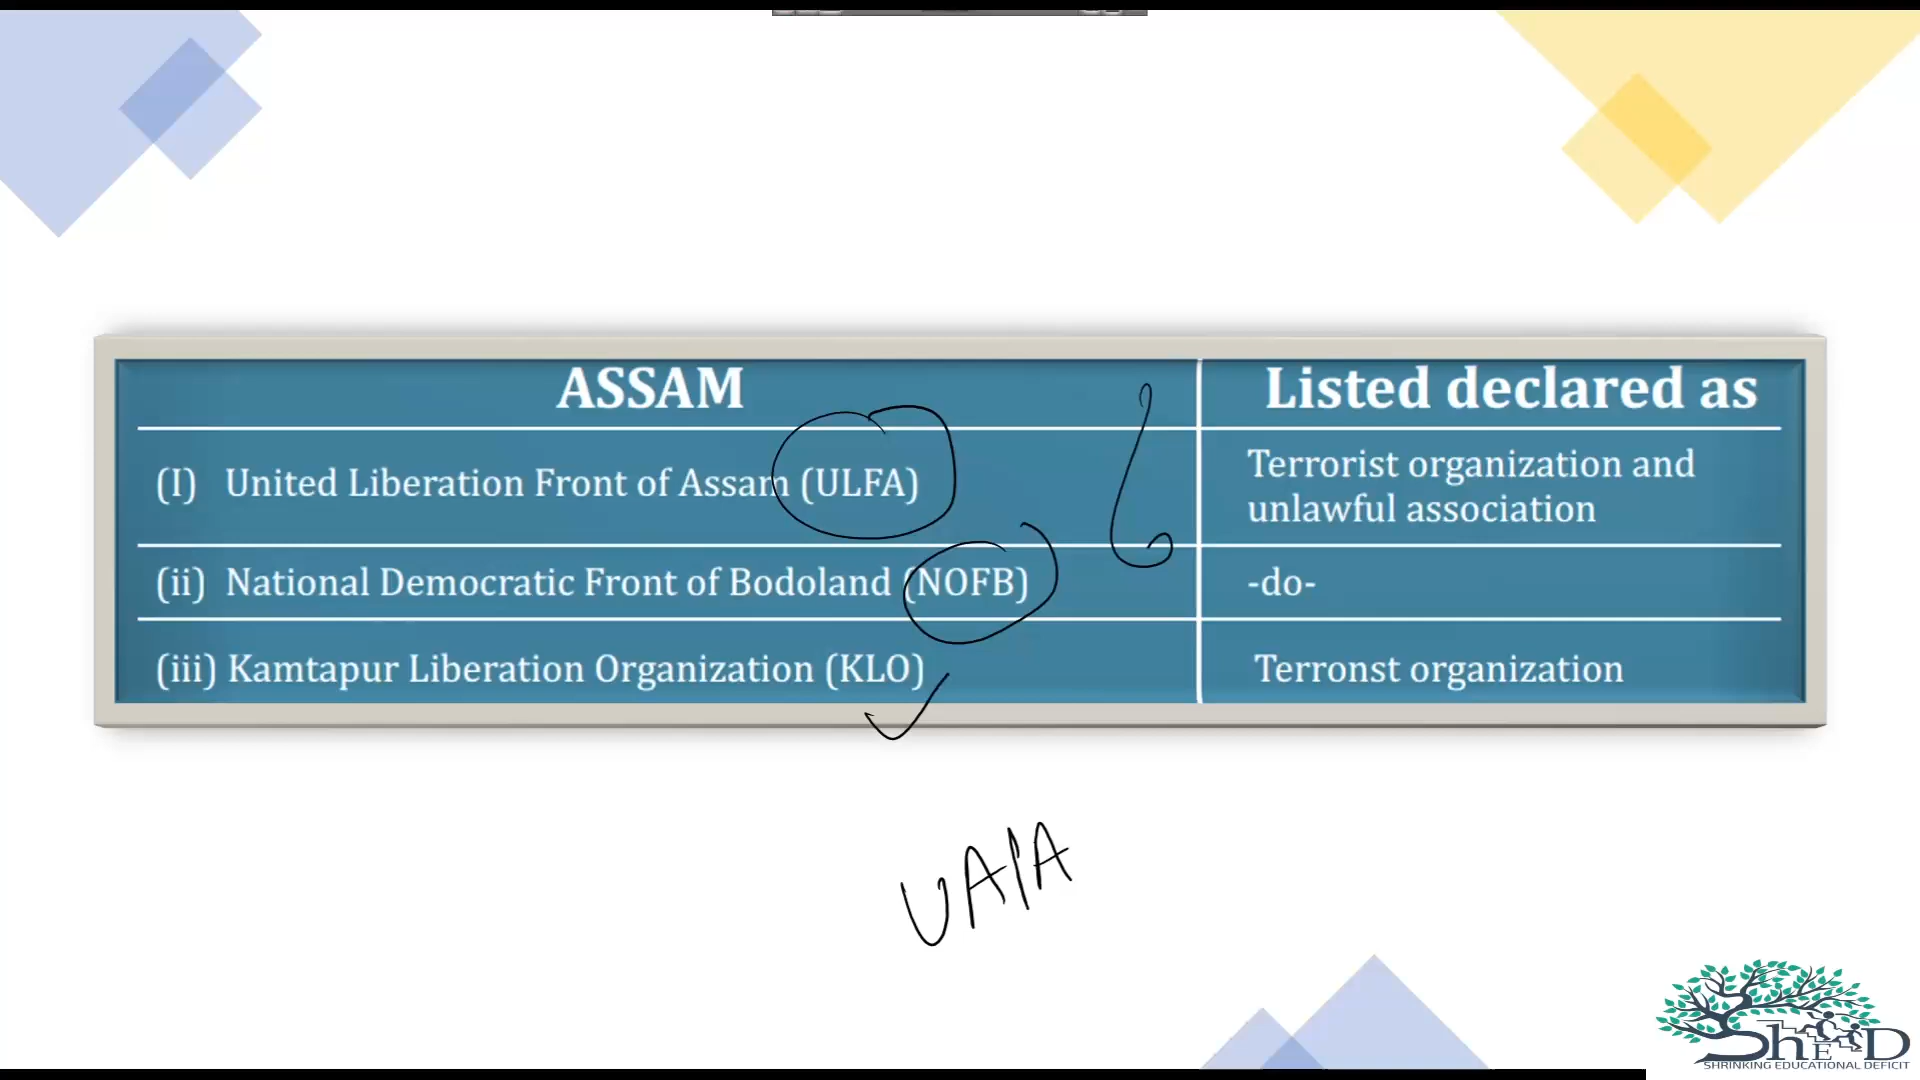 ASSAM
Listed declared as
(I) United Liberation Front of Assam (ULFA)
Terrorist organization and
unlawful association
(ii) National Democratic Front of Bodoland (NOFB)
-do-
(iii) Kamtapur Liberation Organization (KLO)
Terronst organization
UAPA
ShEID
SHRINKING EDUCATIONAL DEFICIT